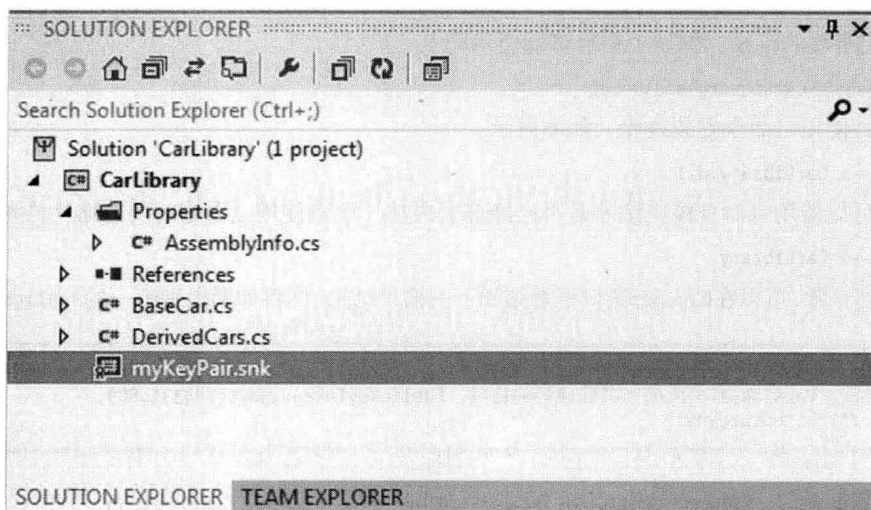 SOLUTION EXPLORER
Search Solution Explorer (Ctrl+;)
Solution 'CarLibrary' (1 project)
C# CarLibrary
Properties
C# AssemblyInfo.cs
References
C# BaseCar.cs
C# DerivedCars.cs
myKeyPair.snk
SOLUTION EXPLORER TEAM EXPLORER